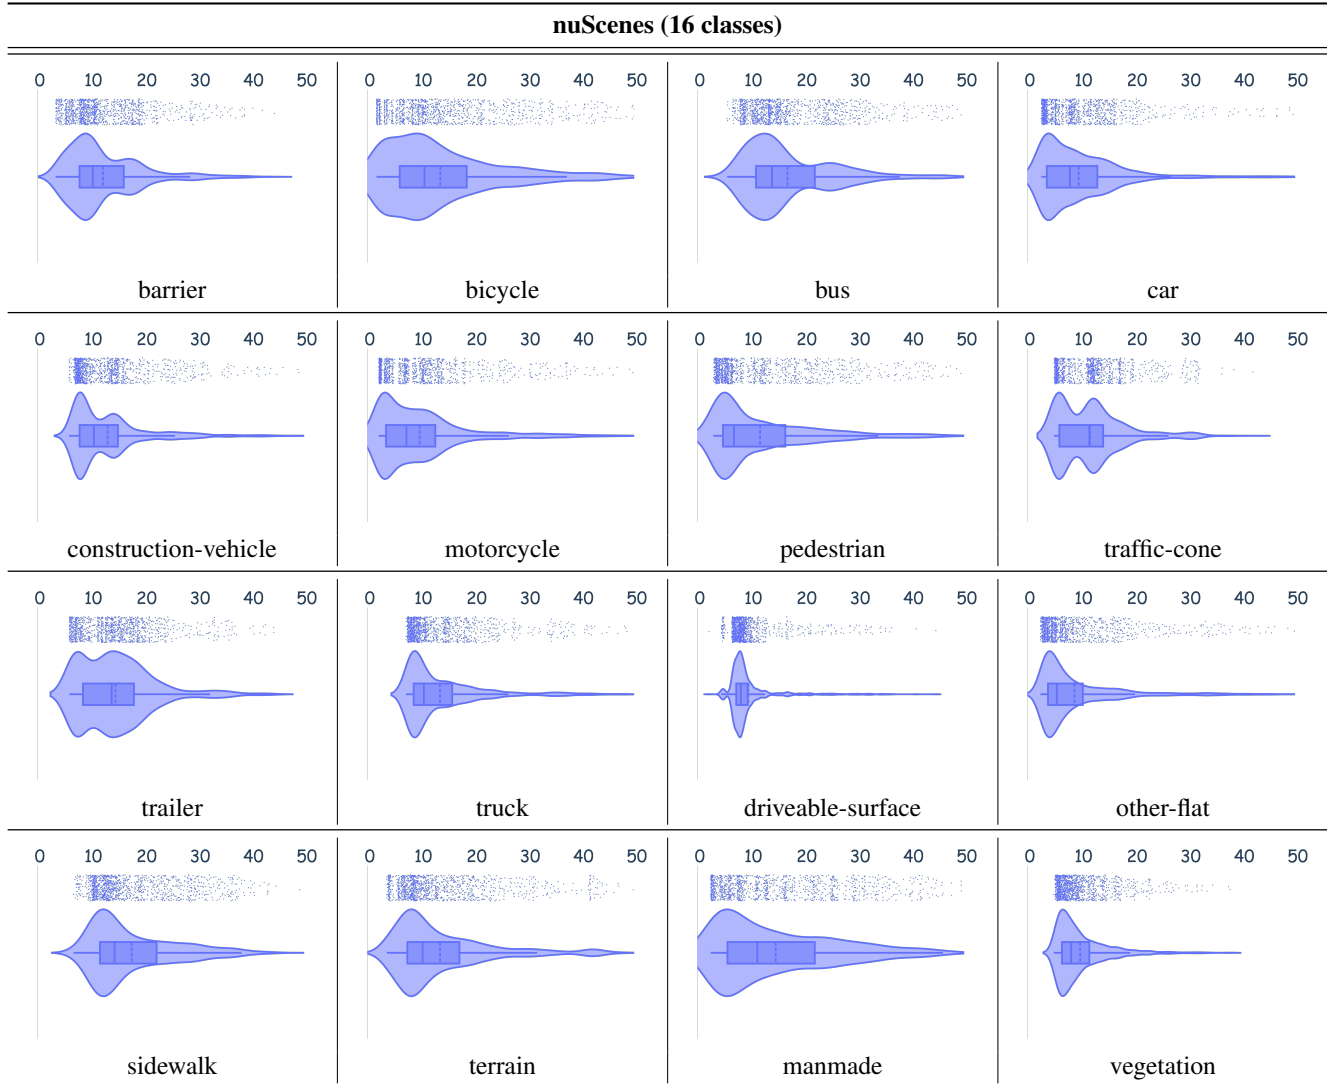 nuScenes (16 classes)
0 10 20 30 40 50 0 10 20 30 40 50 0 10 20 30 40 50 0 10 20 30 40 50
barrier bicycle bus car
0 10 20 30 40 50 0 10 20 30 40 50 0 10 20 30 40 50 0 10 20 30 40 50
construction-vehicle motorcycle pedestrian traffic-cone
0 10 20 30 40 50 0 10 20 30 40 50 0 10 20 30 40 50 0 10 20 30 40 50
trailer truck driveable-surface other-flat
0 10 20 30 40 50 0 10 20 30 40 50 0 10 20 30 40 50 0 10 20 30 40 50
sidewalk terrain manmade vegetation